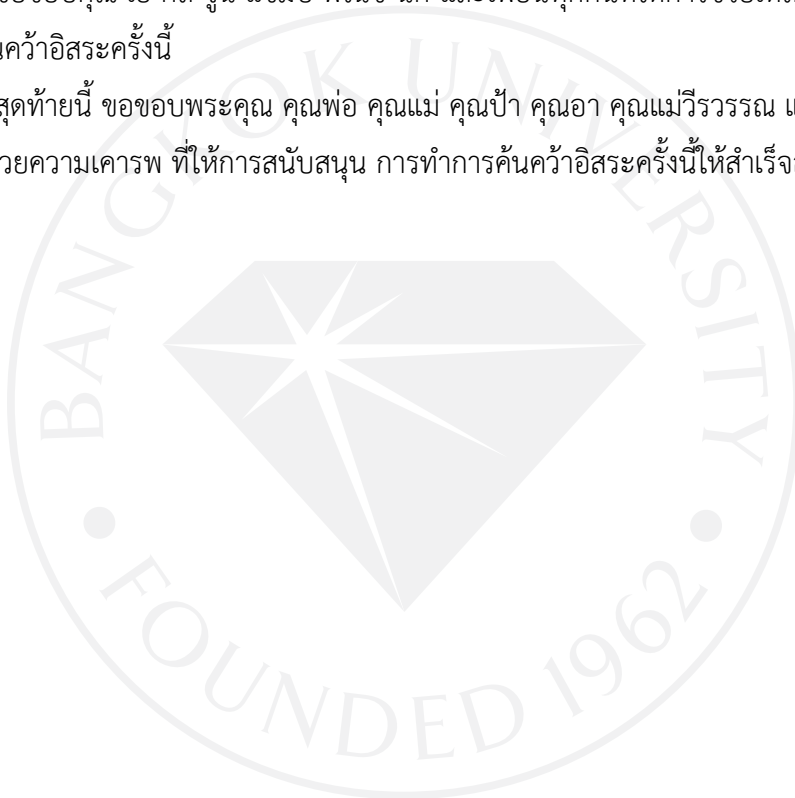 นคว้าอิสระครั้งนี้
สุดท้ายนี้ ขอขอบพระคุณ คุณพ่อ คุณแม่ คุณป้า คุณอา คุณแม่วีรวรรณ แ
วยความเคารพ ที่ให้การสนับสนุน การทำการค้นคว้าอิสระครั้งนี้ให้สำเร็จ
BANGKOK UNIVERSITY
FOUNDED 1962